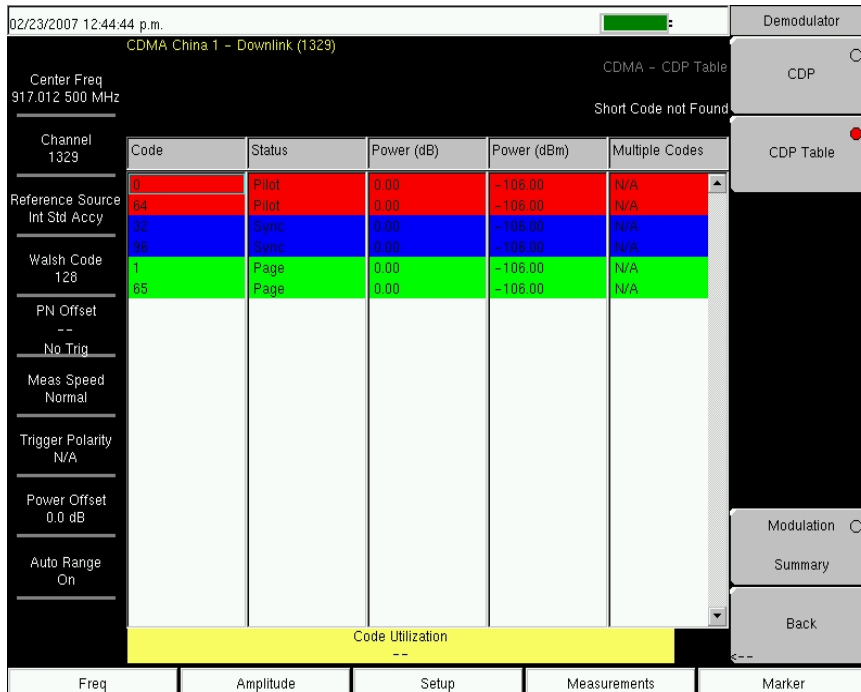 02/23/2007 12:44:44 p.m.
CDMA China 1 - Downlink (1329)
CDMA - CDP Table
Short Code not Found
Center Freq
917.012 500 MHz
Channel
1329
Reference Source
Int Std Accy
Walsh Code
128
PN Offset
--
No Trig
Meas Speed
Normal
Trigger Polarity
N/A
Power Offset
0.0 dB
Auto Range
On
Code Status Power (dB) Power (dBm) Multiple Codes
0 Pilot 0.00 -106.00 N/A
64 Pilot 0.00 -106.00 N/A
32 Sync 0.00 -106.00 N/A
96 Sync 0.00 -106.00 N/A
1 Page 0.00 -106.00 N/A
65 Page 0.00 -106.00 N/A
Code Utilization
--
Demodulator
CDP
CDP Table
Modulation
Summary
Back
<--
Freq Amplitude Setup Measurements Marker